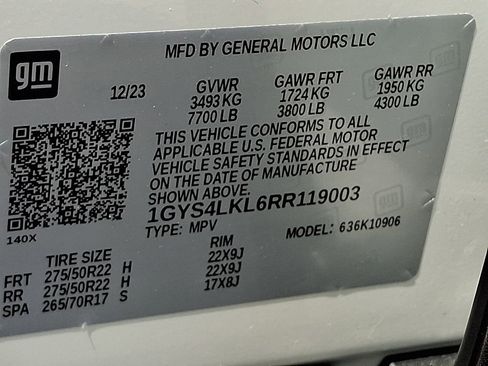 gm
MFD BY GENERAL MOTORS LLC
12/23 GVWR GAWR FRT GAWR RR
3493 KG 1724 KG 1950 KG
7700 LB 3800 LB 4300 LB
THIS VEHICLE CONFORMS TO ALL
APPLICABLE U.S. FEDERAL MOTOR
VEHICLE SAFETY STANDARDS IN EFFECT
ON THE DATE OF MANUFACTURE
SHOWN ABOVE.
1GYS4LKL6RR119003
140X
TYPE: MPV MODEL: 636K10906
TIRE SIZE RIM
FRT 275/50R22 H 22X9J
RR 275/50R22 H 22X9J
SPA 265/70R17 S 17X8J